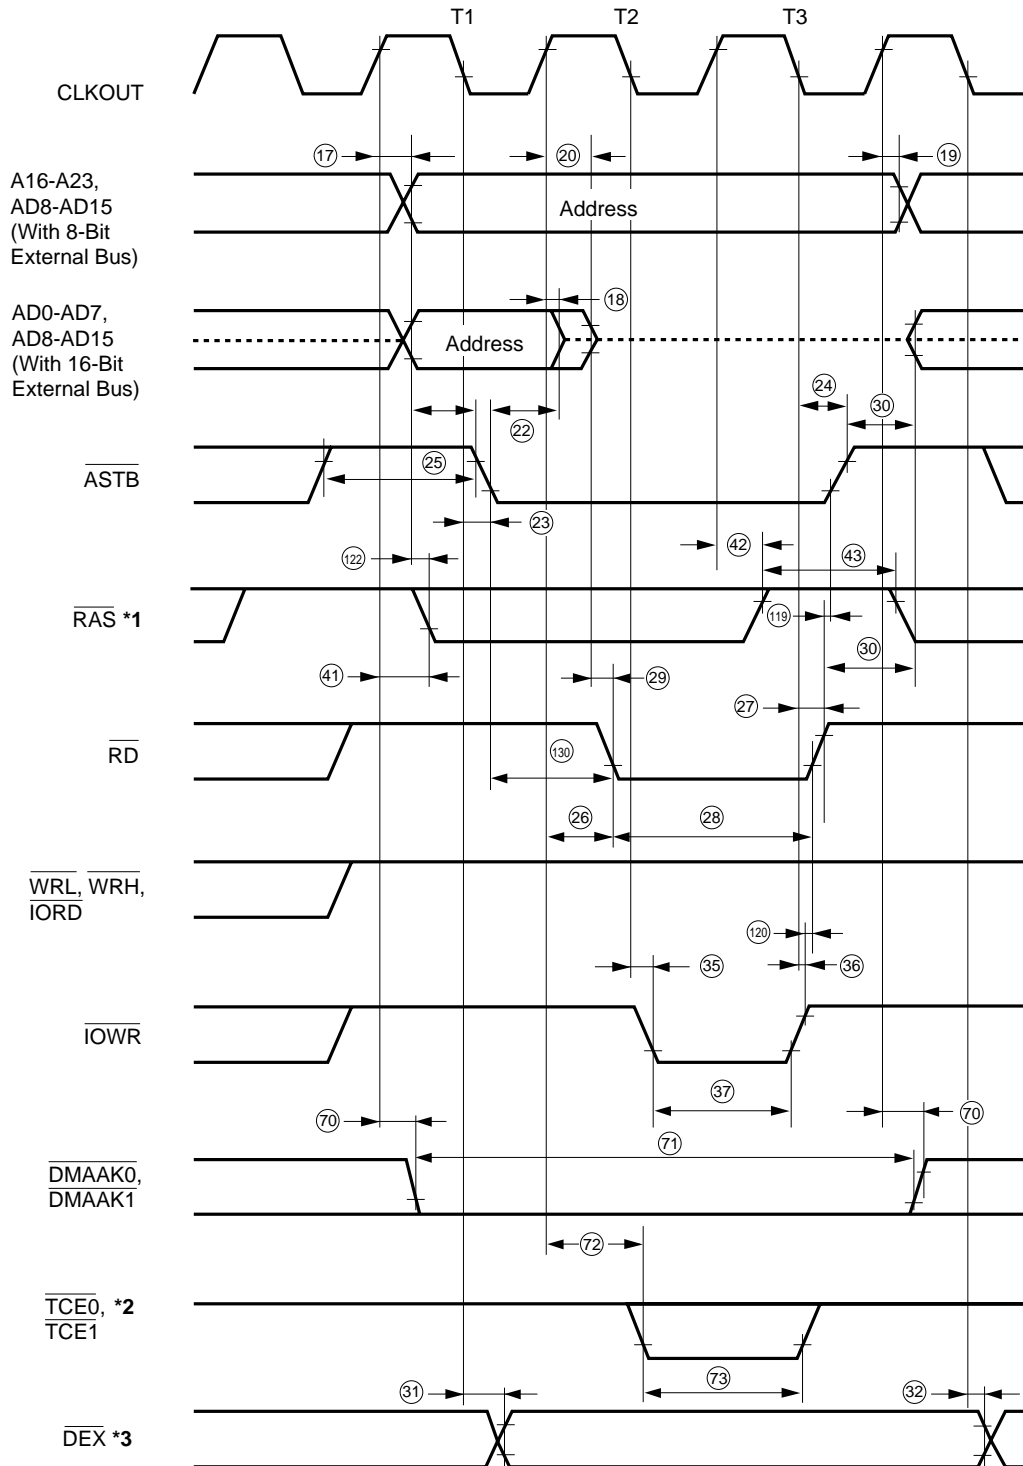 T1 T2 T3
CLKOUT
⑰ ⑳ ⑲
A16-A23,
AD8-AD15
(With 8-Bit
External Bus)
Address
⑱
AD0-AD7,
AD8-AD15
(With 16-Bit
External Bus)
Address
㉔ ㉚
㉒
ASTB
㉕
㉓
㊷
122 ㊸
RAS *1
119
㉚
㊶ ㉙
㉗
RD
130
㉖ ㉘
WRL, WRH,
IORD
120
㉟ ㊱
IOWR
㊲
70 70
71
DMAAK0,
DMAAK1
72
TCE0, *2
TCE1
73
㉛ ㉜
DEX *3